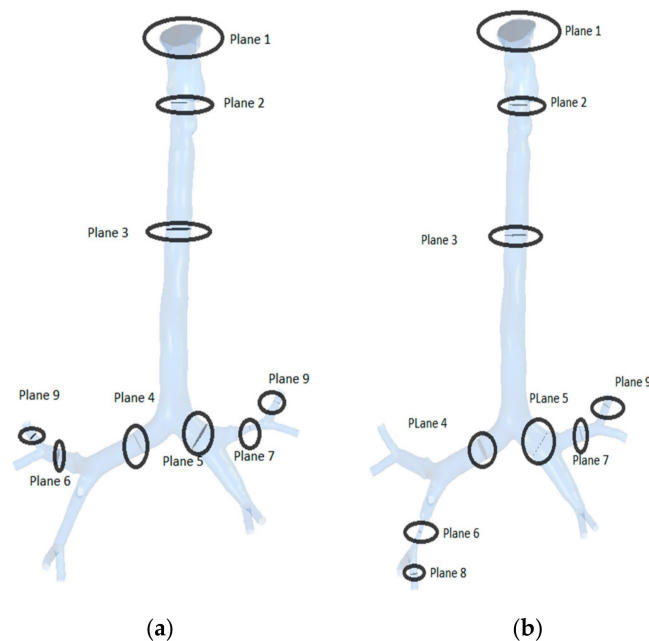 Plane 1
Plane 2
Plane 3
Plane 9
Plane 4
Plane 9
Plane 6
Plane 5
Plane 7
(a)
Plane 1
Plane 2
Plane 3
PLane 4
PLane 5
Plane 9
Plane 7
Plane 6
Plane 8
(b)